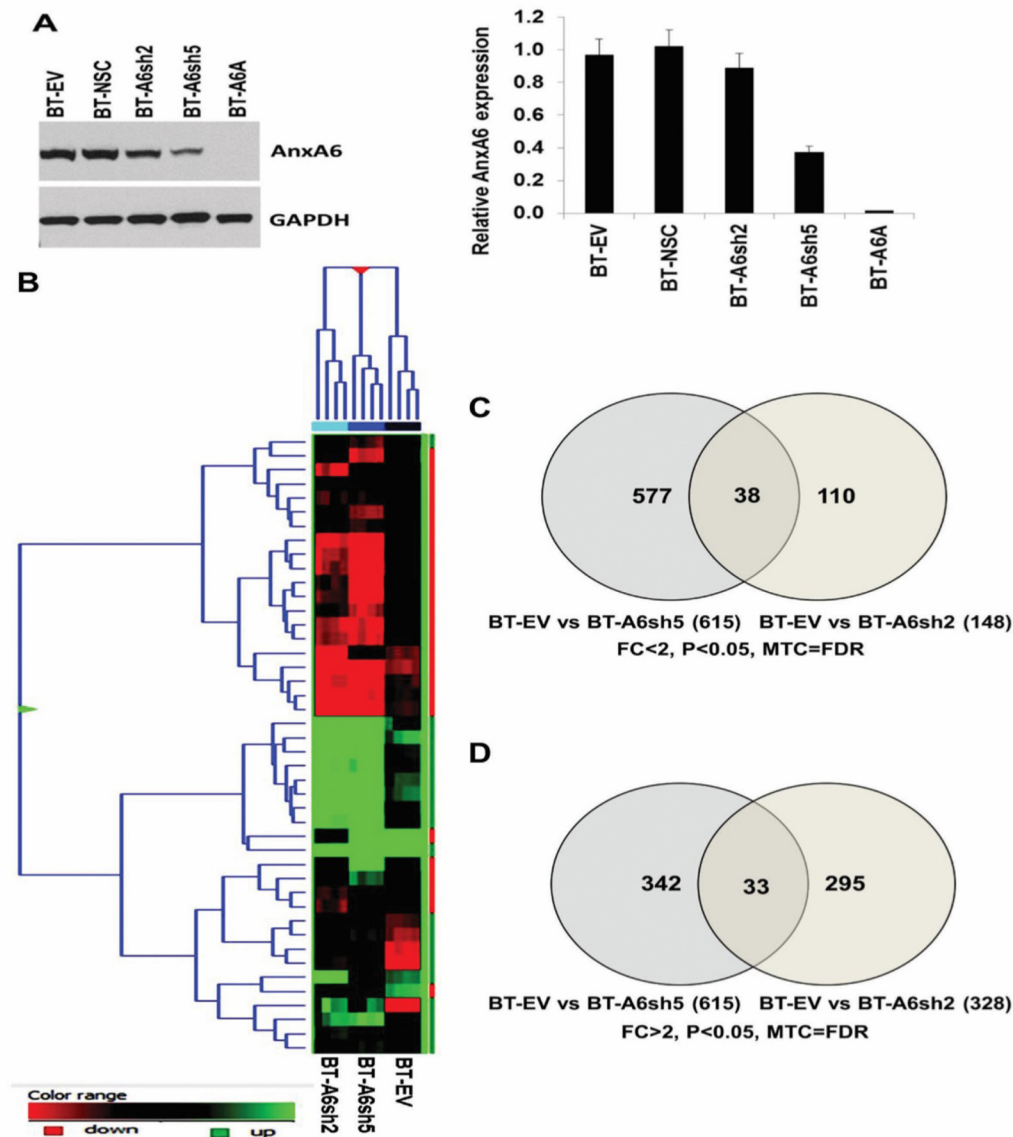 A
BT-EV
BT-NSC
BT-A6sh2
BT-A6sh5
BT-A6A
AnxA6
GAPDH
Relative AnxA6 expression
1.2
1.0
0.8
0.6
0.4
0.2
0.0
BT-EV
BT-NSC
BT-A6sh2
BT-A6sh5
BT-A6A
B
BT-A6sh2
BT-A6sh5
BT-EV
Color range
down
up
C
577
38
110
BT-EV vs BT-A6sh5 (615) BT-EV vs BT-A6sh2 (148)
FC<2, P<0.05, MTC=FDR
D
342
33
295
BT-EV vs BT-A6sh5 (615) BT-EV vs BT-A6sh2 (328)
FC>2, P<0.05, MTC=FDR